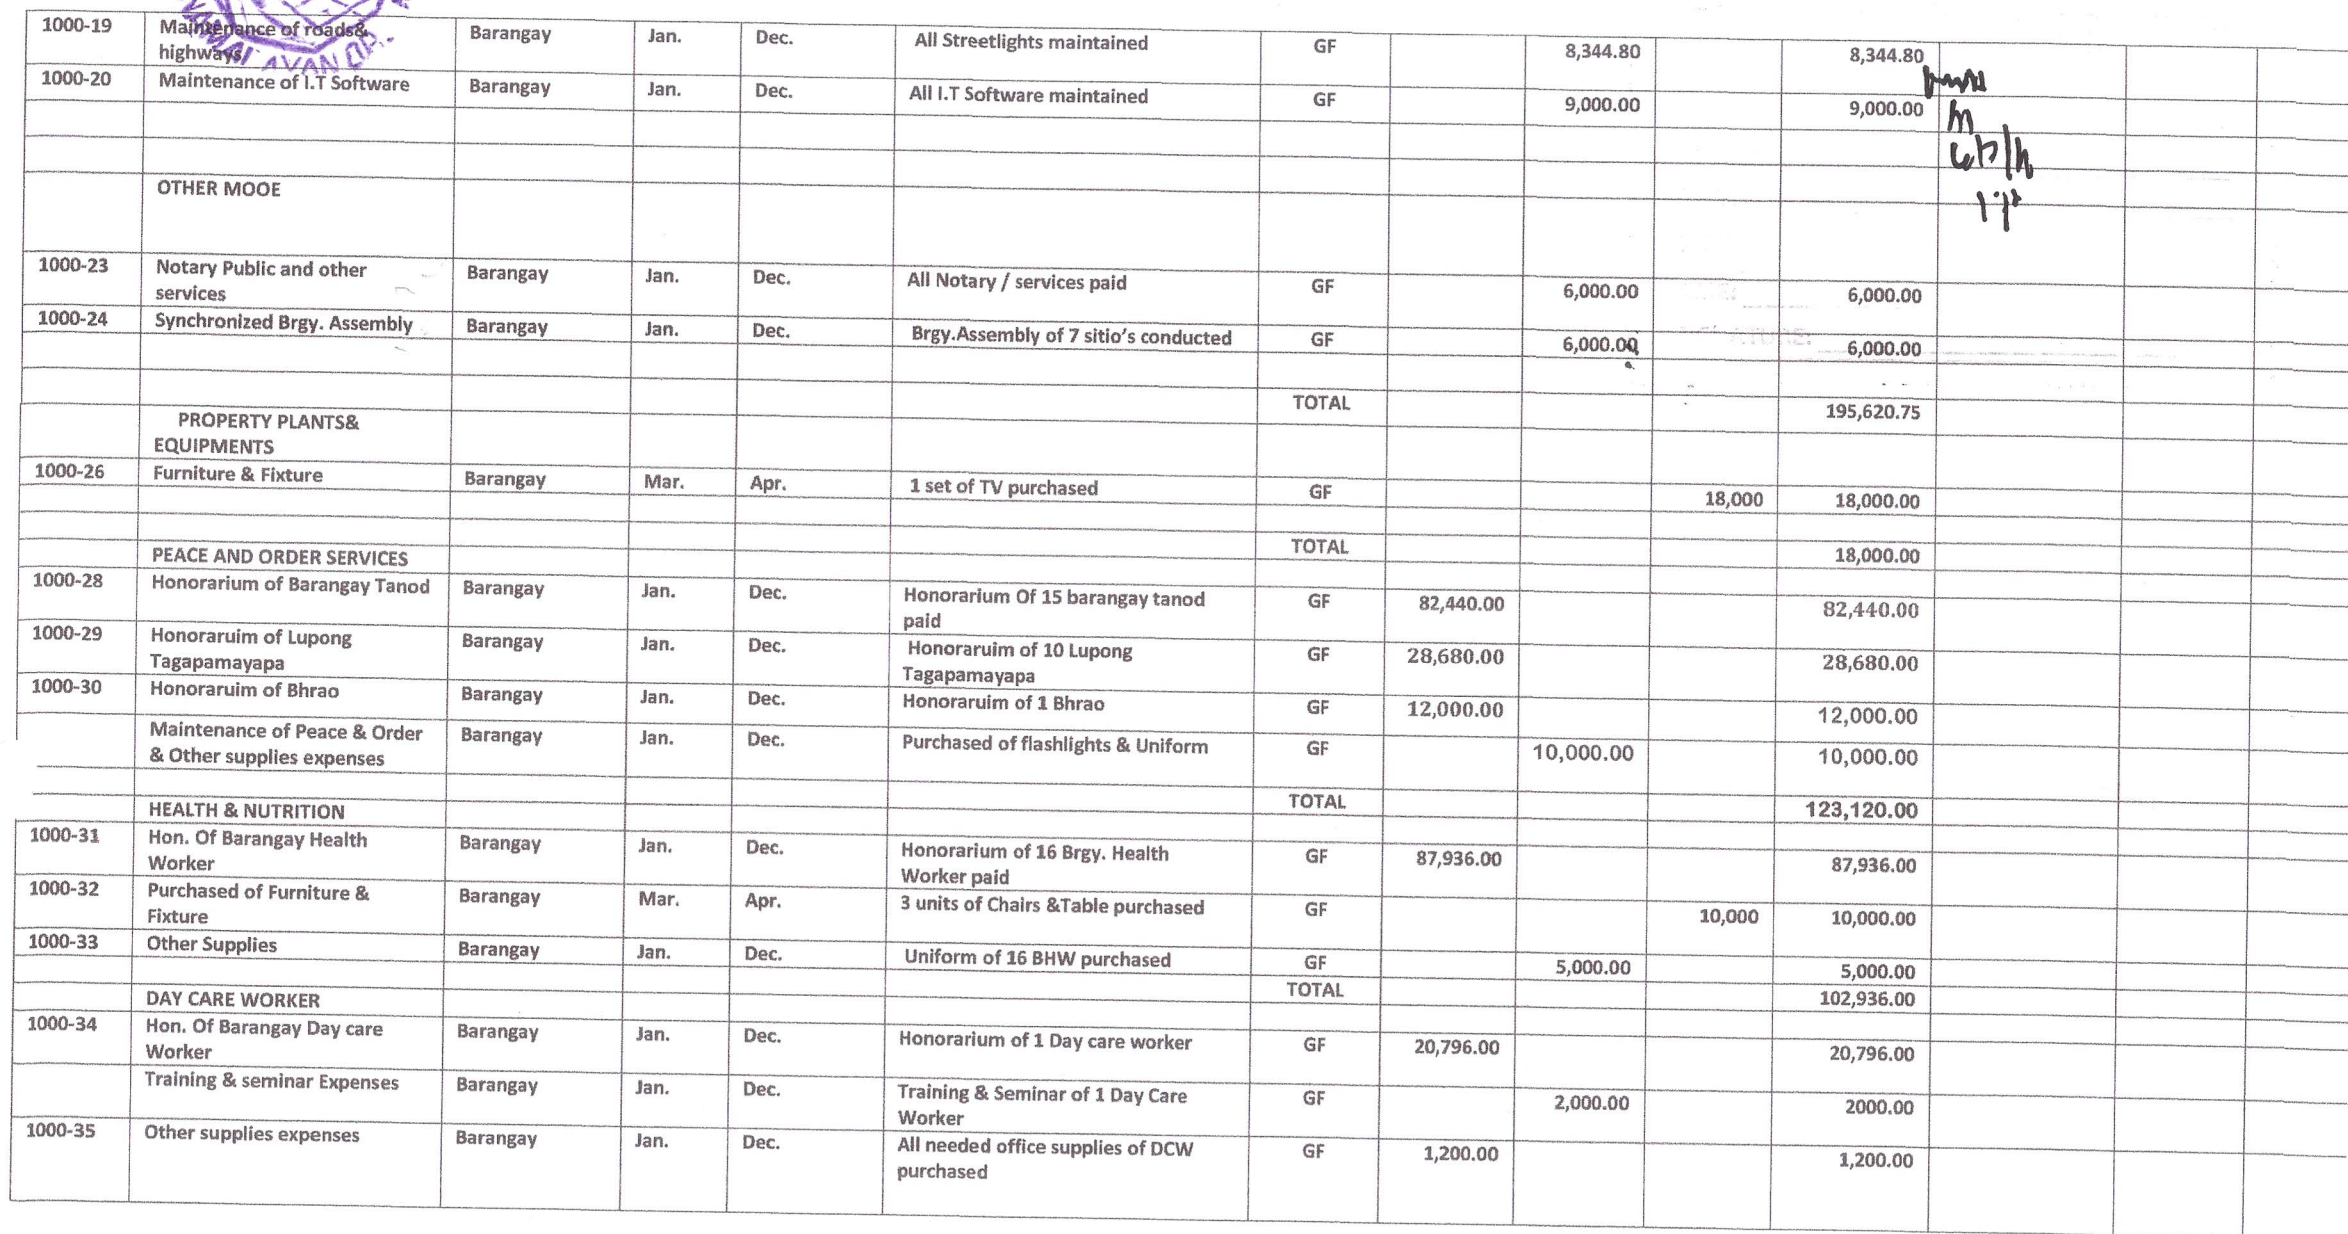 1000-19 Maintenance of roads& Barangay Jan. Dec. All Streetlights maintained GF 8,344.80 8,344.80
highways
AYAN
1000-20 Maintenance of I.T Software Barangay Jan. Dec. All I.T Software maintained GF 9,000.00 9,000.00
OTHER MOOE
1000-23 Notary Public and other Barangay Jan. Dec. All Notary / services paid GF 6,000.00 6,000.00
services
1000-24 Synchronized Brgy. Assembly Barangay Jan. Dec. Brgy.Assembly of 7 sitio's conducted GF 6,000.00 6,000.00
TOTAL 195,620.75
PROPERTY PLANTS&
EQUIPMENTS
1000-26 Furniture & Fixture Barangay Mar. Apr. 1 set of TV purchased GF 18,000 18,000.00
TOTAL 18,000.00
PEACE AND ORDER SERVICES
1000-28 Honorarium of Barangay Tanod Barangay Jan. Dec. Honorarium Of 15 barangay tanod GF 82,440.00 82,440.00
paid
1000-29 Honoraruim of Lupong Barangay Jan. Dec. Honoraruim of 10 Lupong GF 28,680.00 28,680.00
Tagapamayapa Tagapamayapa
1000-30 Honoraruim of Bhrao Barangay Jan. Dec. Honoraruim of 1 Bhrao GF 12,000.00 12,000.00
Maintenance of Peace & Order Barangay Jan. Dec. Purchased of flashlights & Uniform GF 10,000.00 10,000.00
& Other supplies expenses
TOTAL 123,120.00
HEALTH & NUTRITION
1000-31 Hon. Of Barangay Health Barangay Jan. Dec. Honorarium of 16 Brgy. Health GF 87,936.00 87,936.00
Worker Worker paid
1000-32 Purchased of Furniture & Barangay Mar. Apr. 3 units of Chairs &Table purchased GF 10,000 10,000.00
Fixture
1000-33 Other Supplies Barangay Jan. Dec. Uniform of 16 BHW purchased GF 5,000.00 5,000.00
TOTAL 102,936.00
DAY CARE WORKER
1000-34 Hon. Of Barangay Day care Barangay Jan. Dec. Honorarium of 1 Day care worker GF 20,796.00 20,796.00
Worker
Training & seminar Expenses Barangay Jan. Dec. Training & Seminar of 1 Day Care GF 2,000.00 2000.00
Worker
1000-35 Other supplies expenses Barangay Jan. Dec. All needed office supplies of DCW GF 1,200.00 1,200.00
purchased